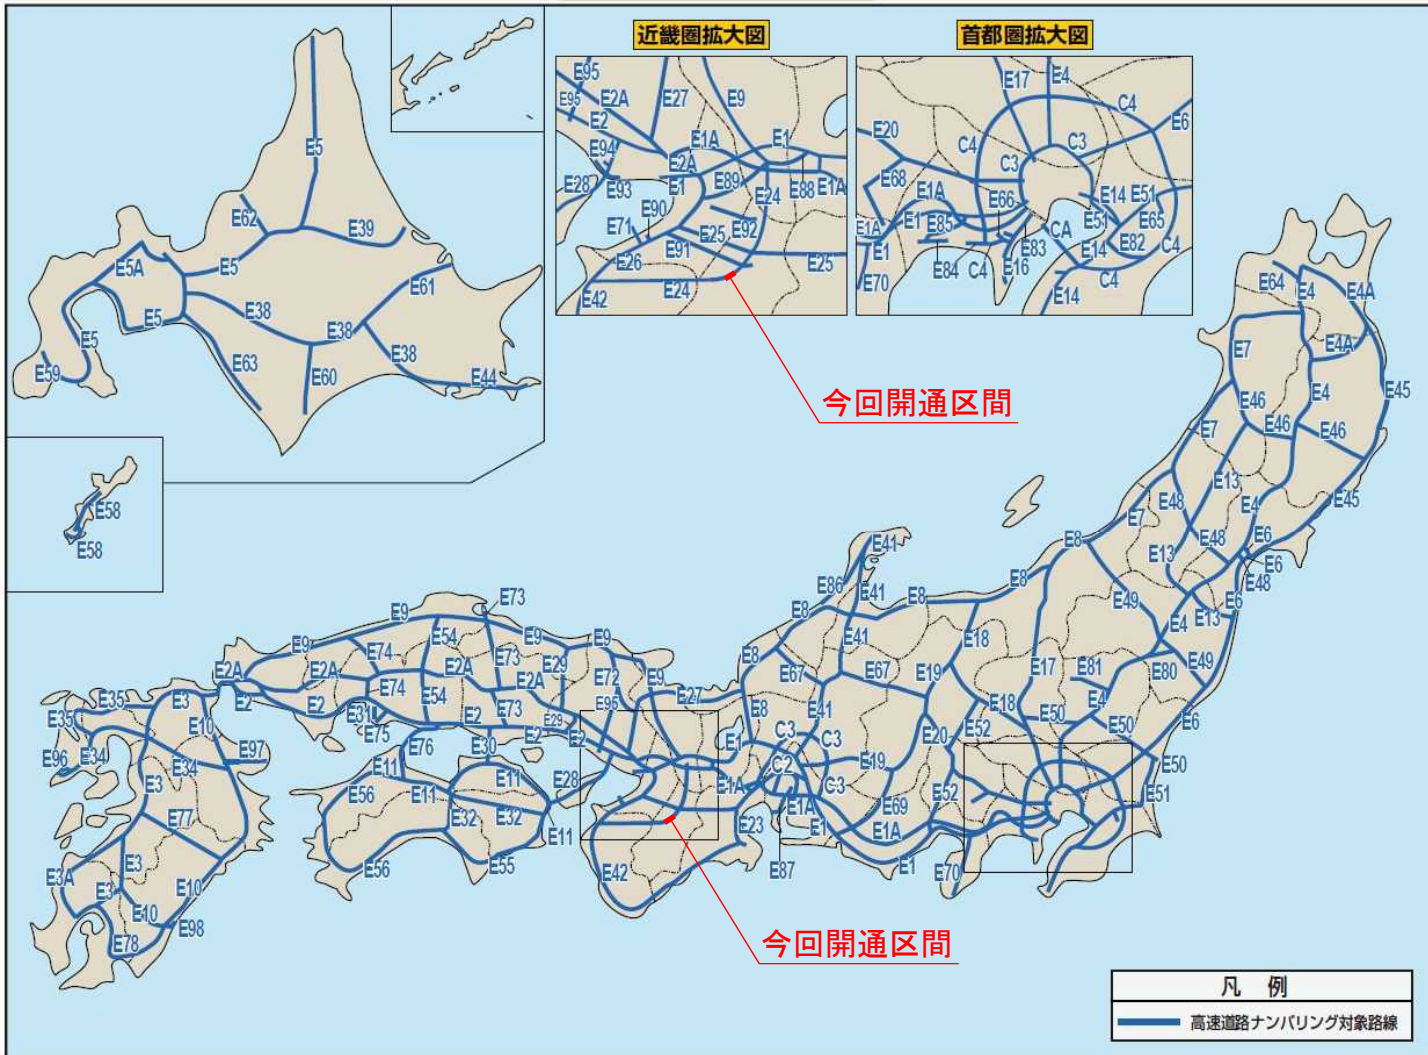 近畿圏拡大図
首都圏拡大図
E95
E95
E2A
E2
E27
E9
E1A
E1
E94
E2A
E28
E93
E1
E89
E24
E88
E1A
E90
E71
E25
E92
E91
E26
E25
E24
E42
E17
E4
C4
E6
E20
C4
C3
C3
E68
E1A
E66
E14
E51
E1A
E1
E85
CA
E51
E65
E1
E83
E14
E82
C4
E84
C4
E16
C4
E70
E14
今回開通区間
E5
E62
E39
E5A
E5
E61
E5
E38
E38
E5
E63
E60
E38
E59
E44
E58
E58
E64
E4
E4A
E7
E4A
E4
E45
E46
E46
E46
E7
E13
E48
E4
E45
E7
E48
E13
E6
E6
E48
E8
E41
E86
E41
E8
E8
E8
E49
E6
E13
E4
E41
E18
E8
E67
E67
E19
E17
E81
E80
E49
E4
E18
E50
E50
E6
E41
E20
E52
E50
E51
E73
E9
E54
E9
E74
E9
E9
E2A
E2A
E2A
E73
E29
E72
E9
E27
E8
E74
E54
E2A
E2
E2
E31
E73
E95
E75
E2
E29
E2
E2
E76
E30
C3
C3
E1
C2
E19
C3
E1A
E1A
E69
E52
E1A
E1
E1
E23
E87
E70
E35
E3
E10
E35
E34
E96
E34
E97
E3
E77
E3
E3A
E3
E10
E10
E98
E78
E11
E56
E11
E11
E28
E32
E32
E11
E56
E55
E42
今回開通区間
凡 例
高速道路ナンバリング対象路線